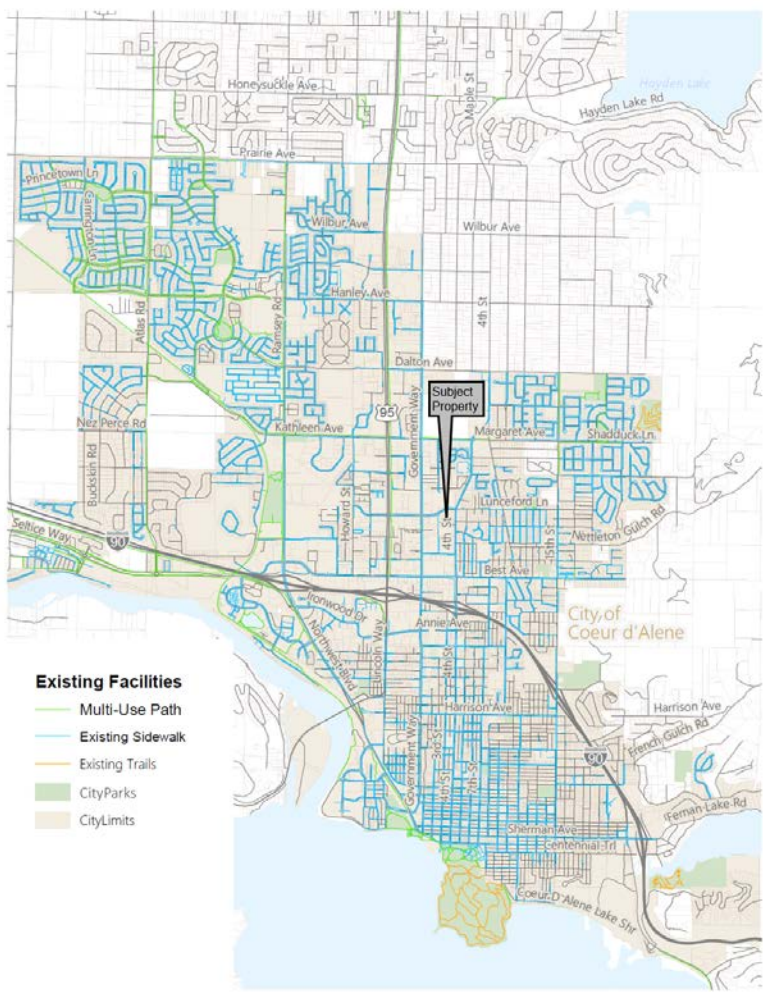 Honeysuckle Ave
Maple St
Hayden Lake
Hayden Lake Rd
Prairie Ave
Princetown Ln
Carrington Ln
Wilbur Ave
Wilbur Ave
Hanley Ave
Atlas Rd
Ramsey Rd
4th St
Dalton Ave
Subject
Property
95
Government Way
Nez Perce Rd
Kathleen Ave
Margaret Ave
Shadduck Ln
Buckskin Rd
Howard St
Lunceford Ln
4th St
15th St
Nettleton Gulch Rd
Seltice Way
90
Best Ave
Ironwood Dr
Annie Ave
City of
Coeur d'Alene
Northwest Blvd
Lincoln Way
4th St
Existing Facilities
Multi-Use Path
Existing Sidewalk
Existing Trails
CityParks
CityLimits
Harrison Ave
Harrison Ave
Government Way
3rd St
4th St
7th St
French Gulch Rd
90
Fernan Lake Rd
Sherman Ave
Centennial Trl
Coeur D Alene Lake Shr